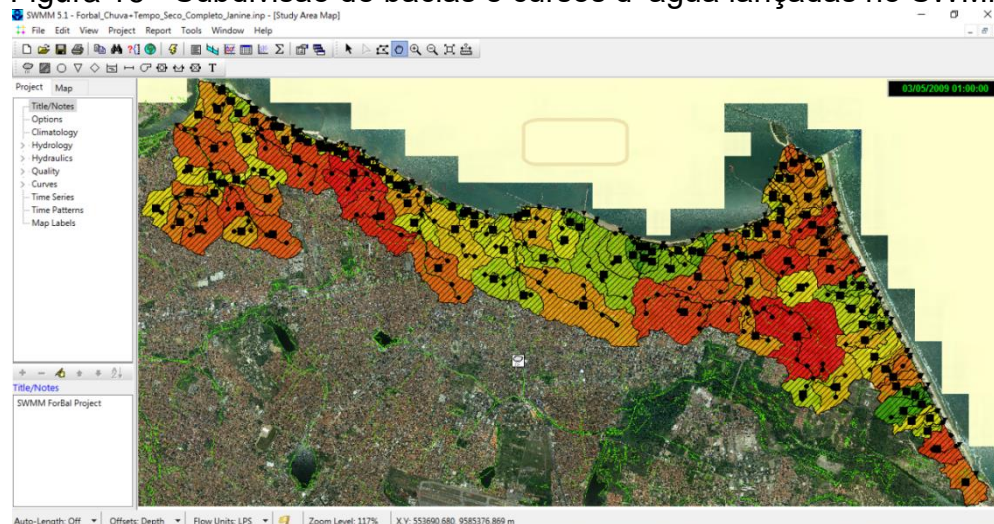 Figura 10 - Subdivisão de bacias e cursos d' água lançadas no SWMM
SWMM 5.1 - Forbal_Chuva+Tempo_Seco_Completo_Janine.inp - [Study Area Map]
File Edit View Project Report Tools Window Help
Project Map
03/05/2009 01:00:00
Title/Notes
Options
Climatology
Hydrology
Hydraulics
Quality
Curves
Time Series
Time Patterns
Map Labels
Title/Notes
SWMM ForBal Project
Auto-Length: Off Offsets: Depth Flow Units: LPS Zoom Level: 117% X,Y: 553690.680, 9585376.869 m